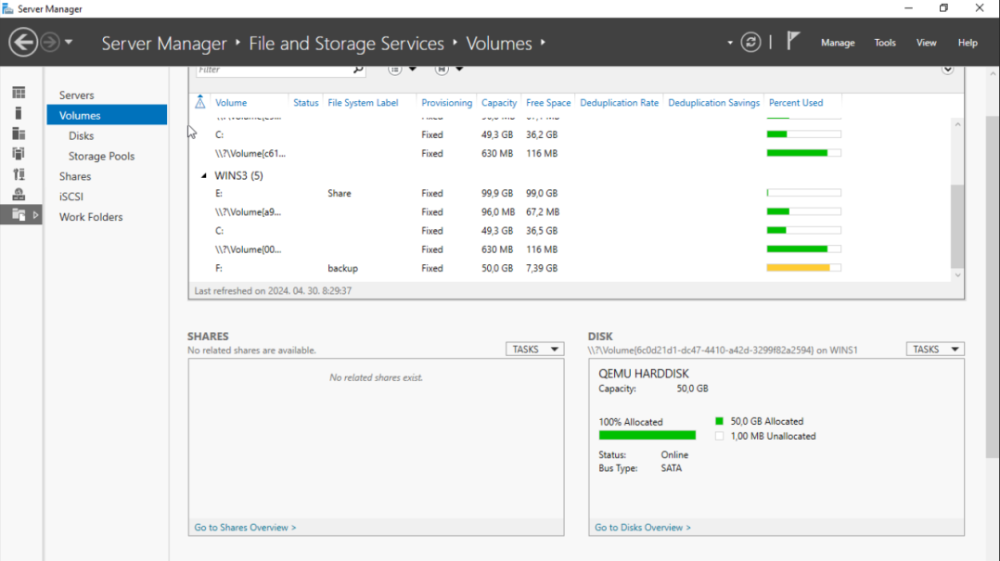 Server Manager
Server Manager ‣ File and Storage Services ‣ Volumes ‣
Manage Tools View Help
Filter
Servers
Volumes
Disks
Storage Pools
Shares
iSCSI
Work Folders
Volume Status File System Label Provisioning Capacity Free Space Deduplication Rate Deduplication Savings Percent Used
C: Fixed 49,3 GB 36,2 GB
\\?\Volume{c61... Fixed 630 MB 116 MB
WINS3 (5)
E: Share Fixed 99,9 GB 99,0 GB
\\?\Volume{a9... Fixed 96,0 MB 67,2 MB
C: Fixed 49,3 GB 36,5 GB
\\?\Volume{00... Fixed 630 MB 116 MB
F: backup Fixed 50,0 GB 7,39 GB
Last refreshed on 2024. 04. 30. 8:29:37
SHARES
No related shares are available.
TASKS
No related shares exist.
Go to Shares Overview >
DISK
\\?\Volume{6c0d21d1-dc47-4410-a42d-3299f82a2594} on WINS1
TASKS
QEMU HARDDISK
Capacity: 50,0 GB
100% Allocated
50,0 GB Allocated
1,00 MB Unallocated
Status: Online
Bus Type: SATA
Go to Disks Overview >